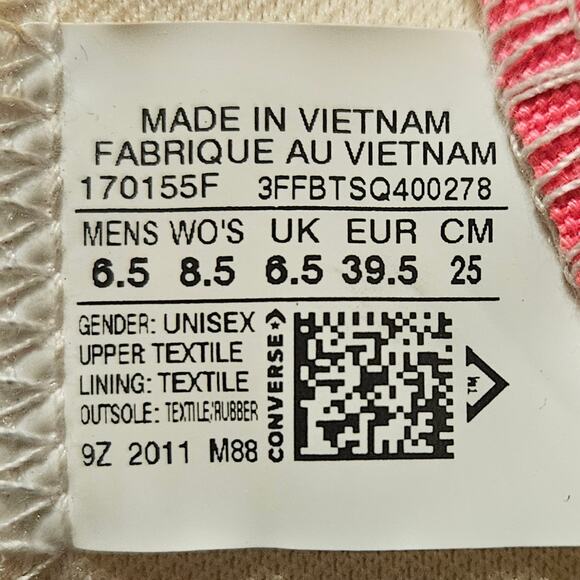 MADE IN VIETNAM
FABRIQUE AU VIETNAM
170155F 3FFBTSQ400278
MENS WO'S UK EUR CM
6.5 8.5 6.5 39.5 25
GENDER: UNISEX
UPPER: TEXTILE
LINING: TEXTILE
OUTSOLE: TEXTILE/RUBBER
9Z 2011 M88
CONVERSE